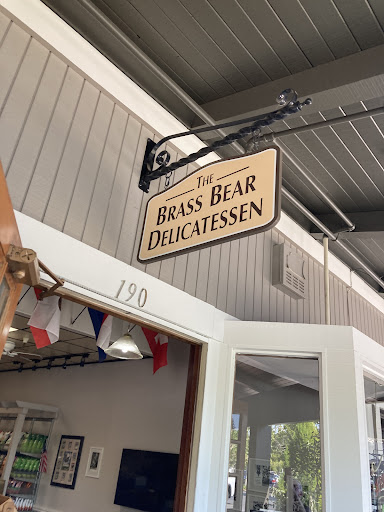 THE
BRASS BEAR
DELICATESSEN
190